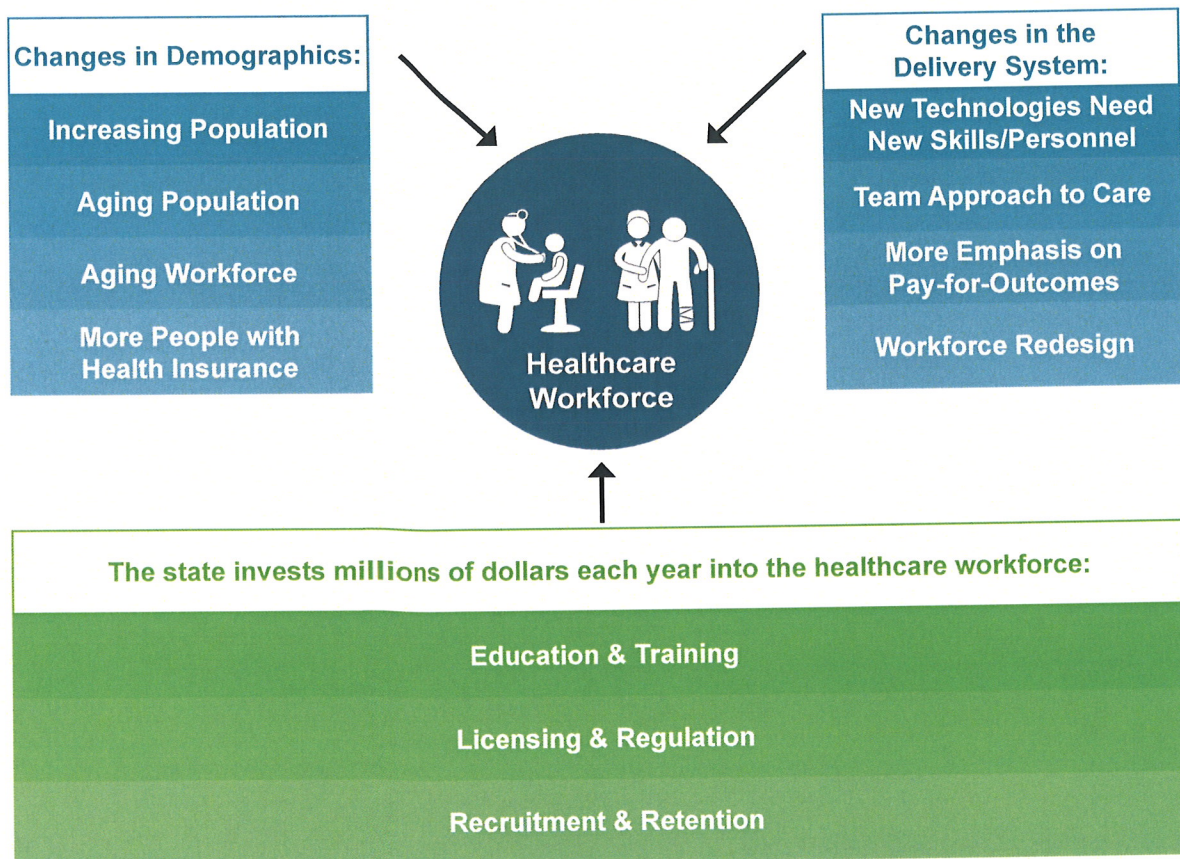 Changes in Demographics:
Increasing Population
Aging Population
Aging Workforce
More People with
Health Insurance
Changes in the
Delivery System:
New Technologies Need
New Skills/Personnel
Team Approach to Care
More Emphasis on
Pay-for-Outcomes
Workforce Redesign
Healthcare
Workforce
The state invests millions of dollars each year into the healthcare workforce:
Education & Training
Licensing & Regulation
Recruitment & Retention